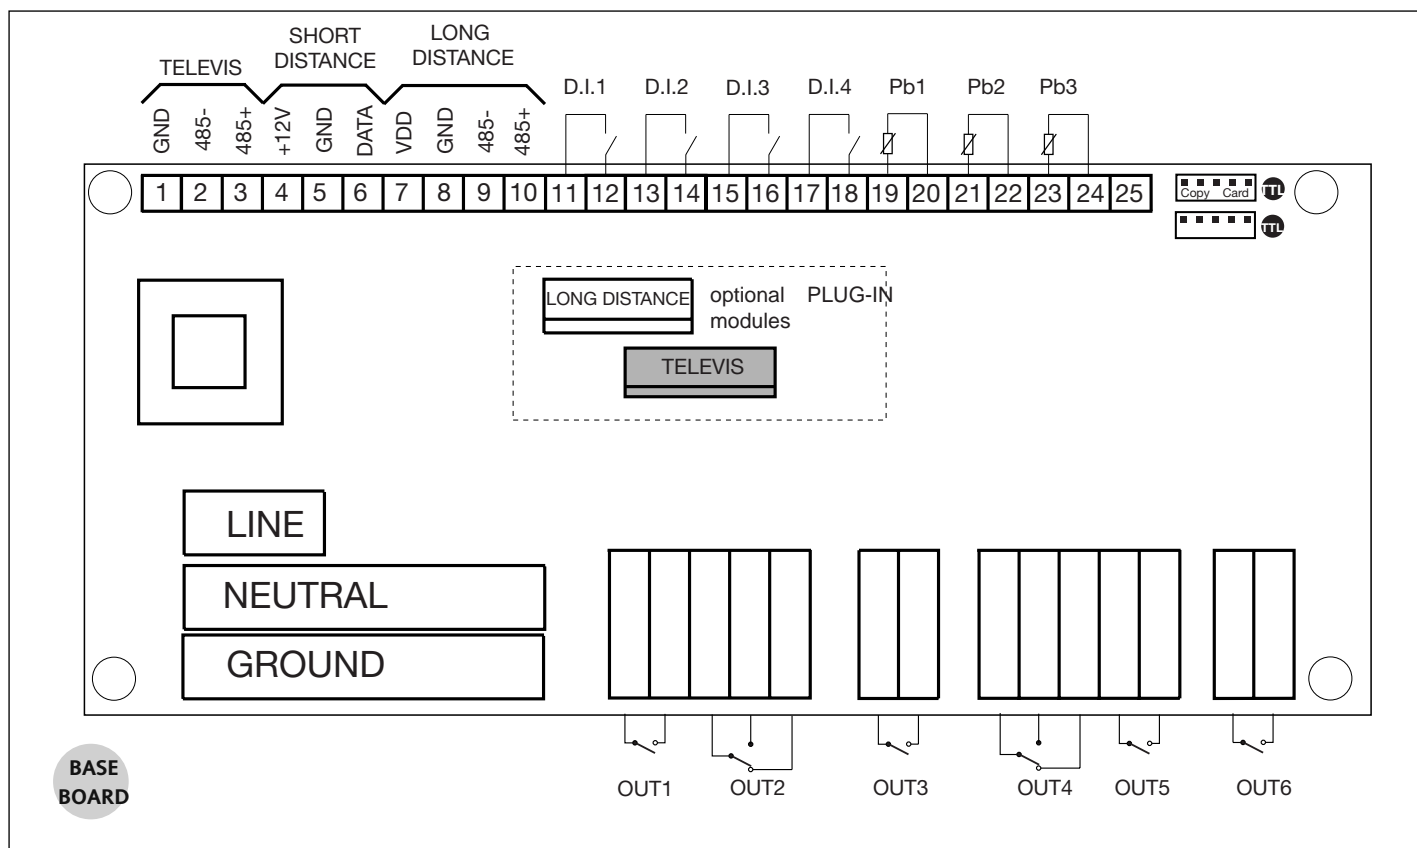 SHORT
DISTANCE
LONG
DISTANCE
TELEVIS
D.I.1 D.I.2 D.I.3 D.I.4 Pb1 Pb2 Pb3
GND 485- 485+ +12V GND DATA VDD GND 485- 485+
1 2 3 4 5 6 7 8 9 10 11 12 13 14 15 16 17 18 19 20 21 22 23 24 25
Copy Card TTL
TTL
LONG DISTANCE optional PLUG-IN
modules
TELEVIS
LINE
NEUTRAL
GROUND
OUT1 OUT2 OUT3 OUT4 OUT5 OUT6
BASE
BOARD